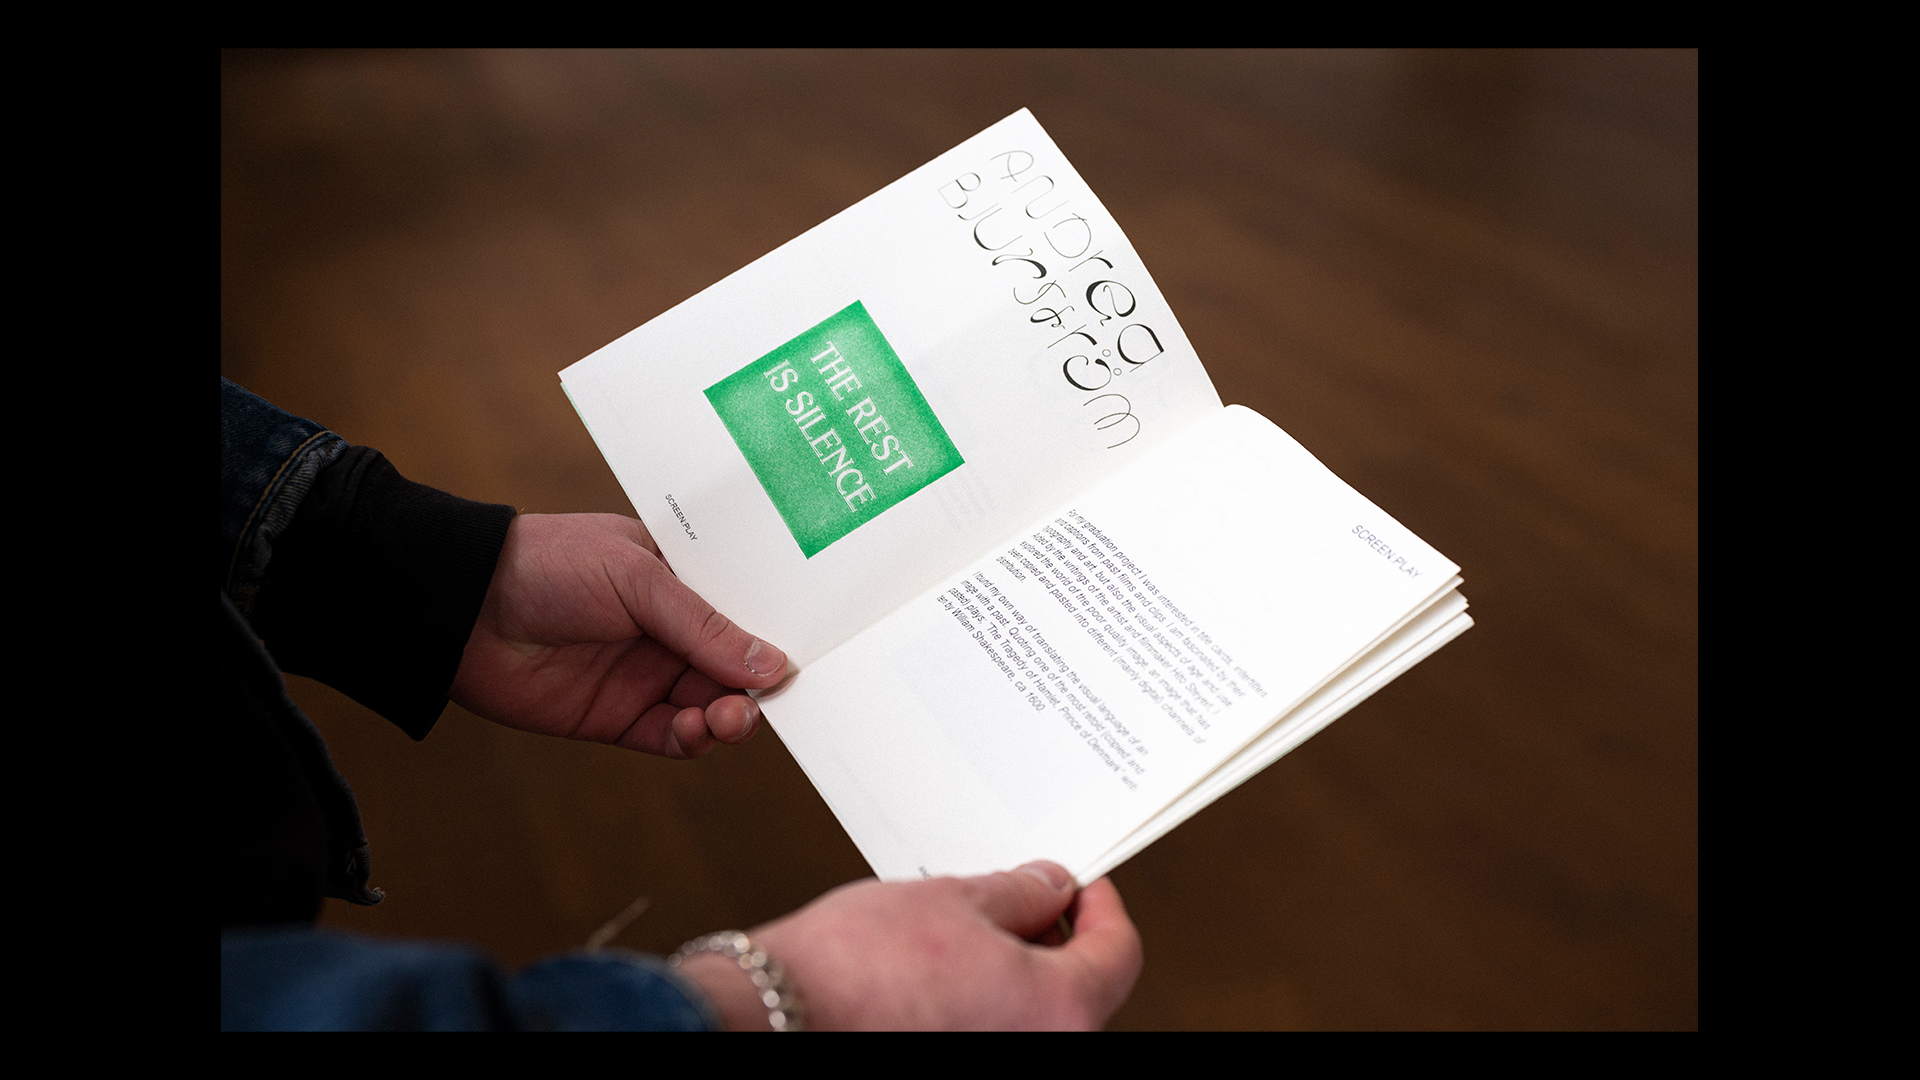 AnDrea
BJUrström
THE REST
IS SILENCE
SCREEN.PLAY
SCREEN.PLAY
For my graduation project I was interested in title cards, intertitles
and captions from past films and clips. I am fascinated by their
typography and art, but also the visual aspects of age and use.
Aided by the writings of the artist and filmmaker Hito Steyerl, I
explored the world of the poor quality image, an image that has
been copied and pasted into different (mainly digital) channels of
distribution.
I found my own way of translating the visual language of an
image with a past. Quoting one of the most retold (copied and
pasted) plays, "The Tragedy of Hamlet, Prince of Denmark" writ-
ten by William Shakespeare, ca 1600.